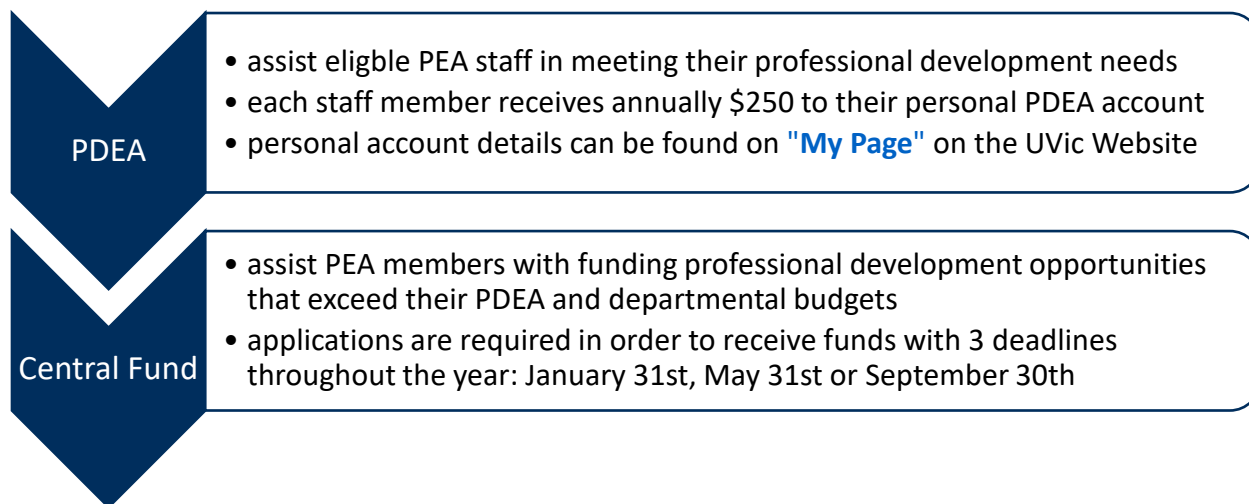 PDEA
• assist eligble PEA staff in meeting their professional development needs
• each staff member receives annually $250 to their personal PDEA account
• personal account details can be found on "My Page" on the UVic Website
Central Fund
• assist PEA members with funding professional development opportunities
that exceed their PDEA and departmental budgets
• applications are required in order to receive funds with 3 deadlines
throughout the year: January 31st, May 31st or September 30th